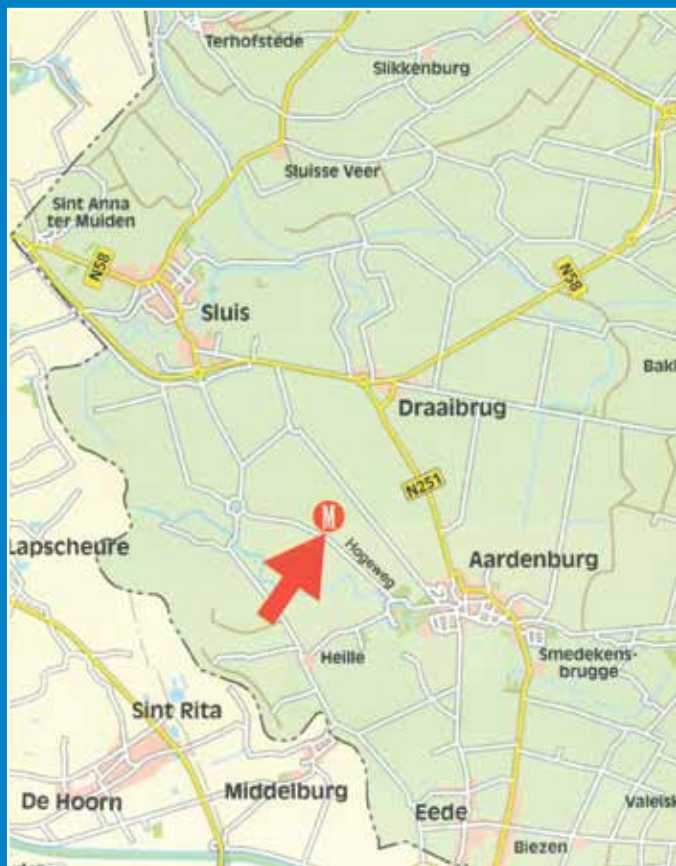 Terhofstede
Slikkenburg
Sluisse Veer
Sint Anna
ter Muiden
N58
N58
Sluis
Draaibrug
N251
M
Hogeweg
Lapscheure
Aardenburg
Heille
Smedekens-
brugge
Sint Rita
De Hoorn
Middelburg
Eede
Biezen